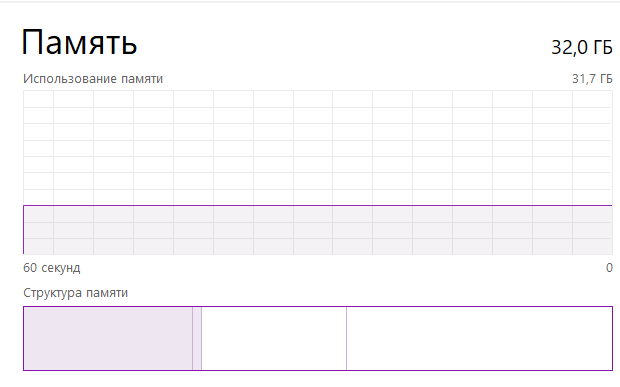 Память
32,0 ГБ
Использование памяти
31,7 ГБ
60 секунд
0
Структура памяти